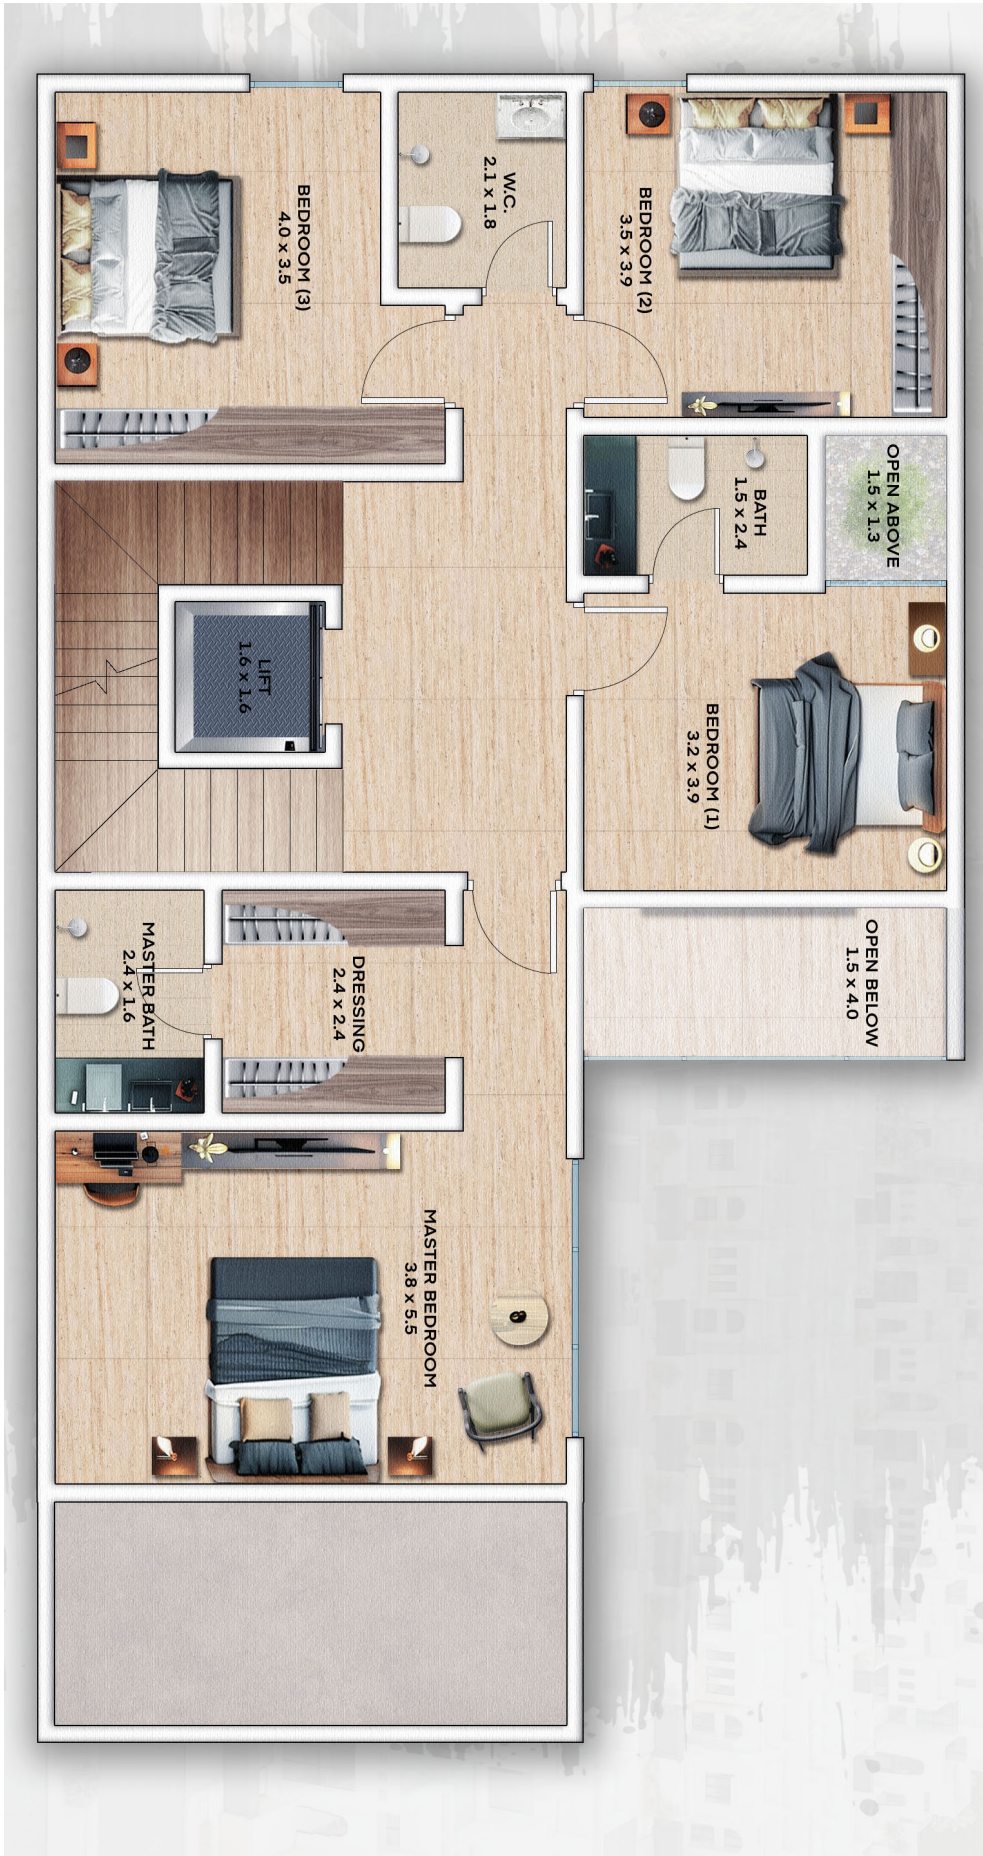 BEDROOM (3)
4.0 x 3.5
W.C.
2.1 x 1.8
BEDROOM (2)
3.5 x 3.9
BATH
1.5 x 2.4
OPEN ABOVE
1.5 x 1.3
LIFT
1.6 x 1.6
BEDROOM (1)
3.2 x 3.9
MASTER BATH
2.4 x 1.6
DRESSING
2.4 x 2.4
OPEN BELOW
1.5 x 4.0
MASTER BEDROOM
3.8 x 5.5